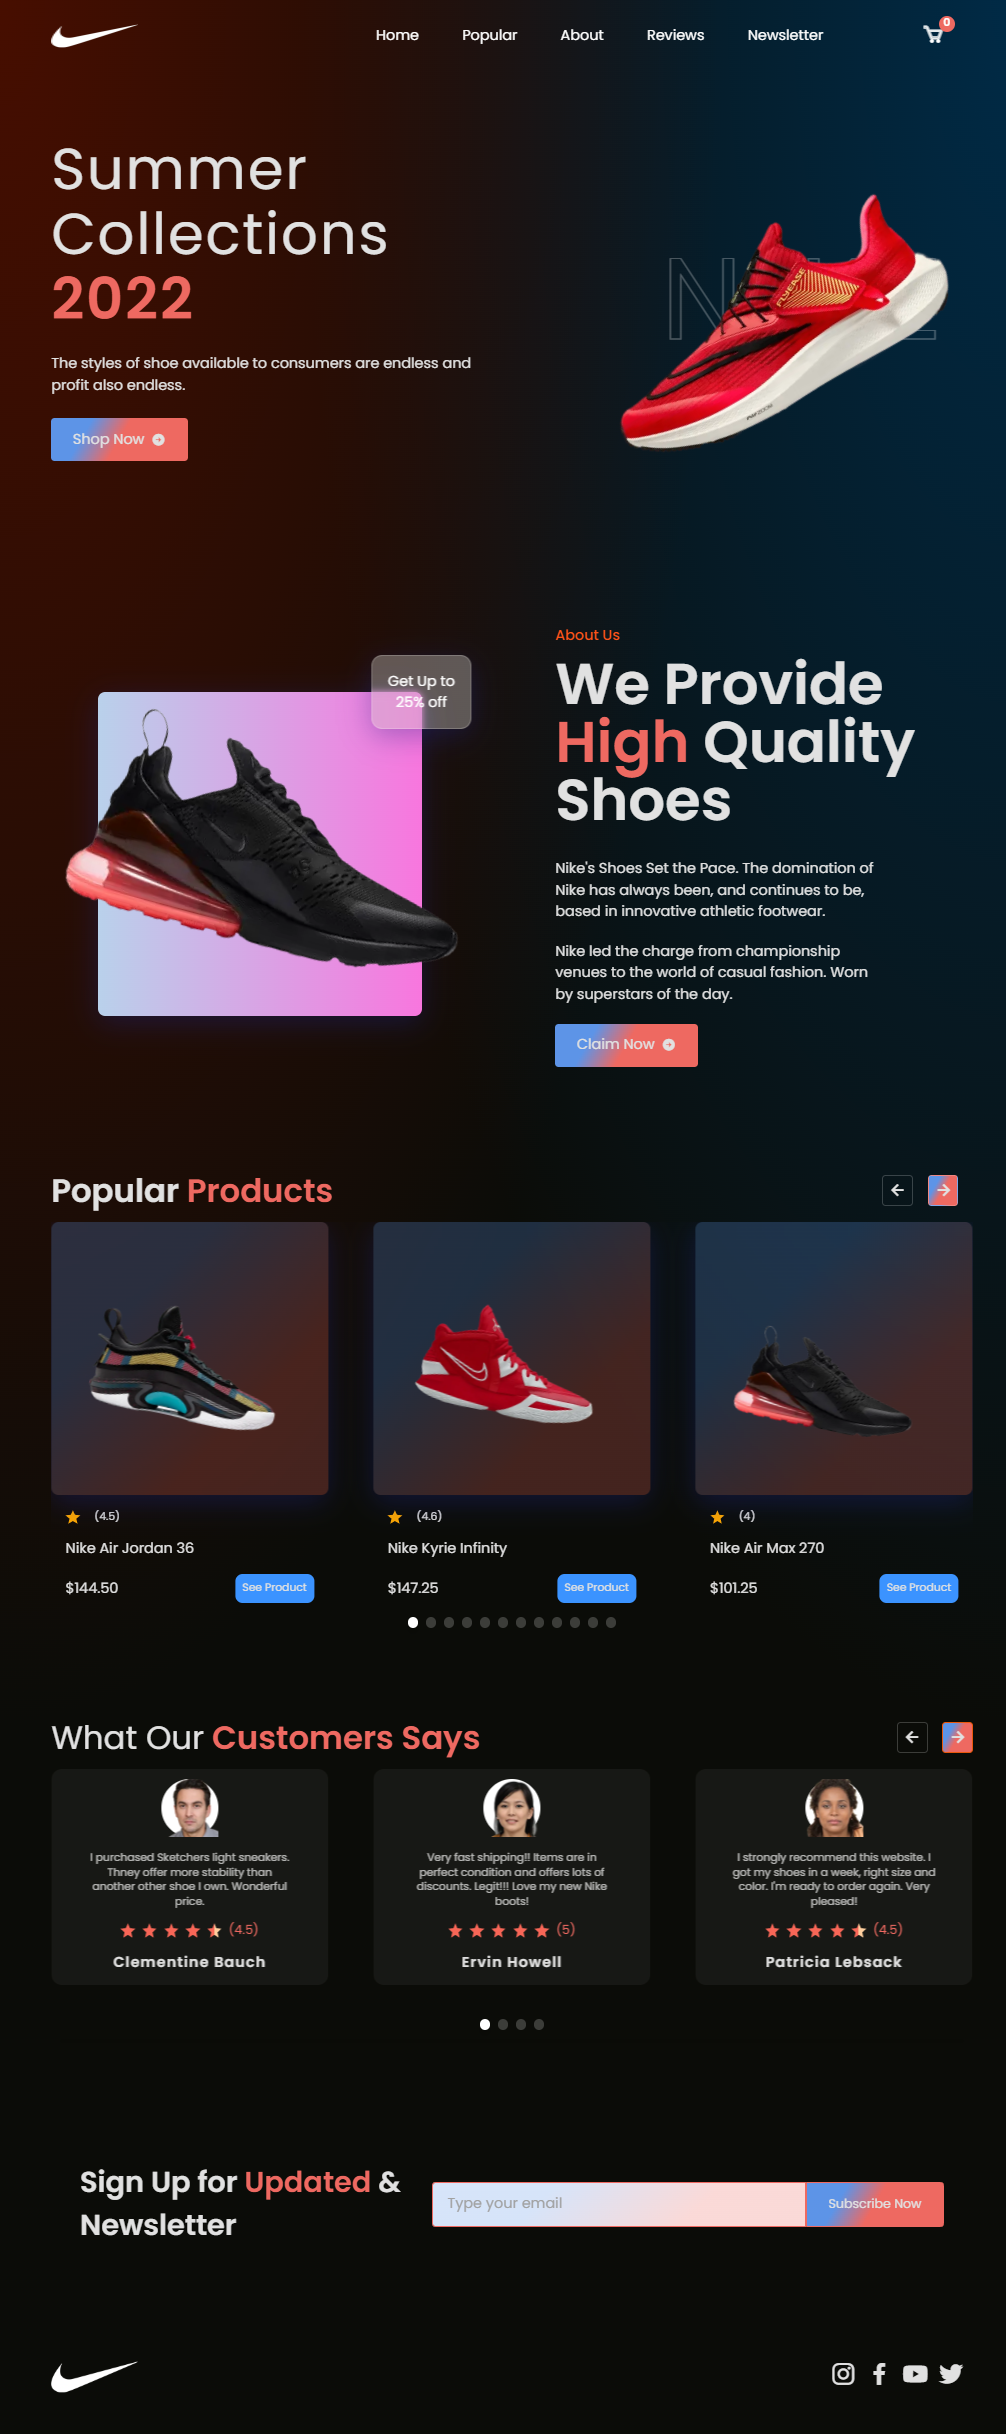 Home Popular About Reviews Newsletter 0
Summer
Collections
2022
The styles of shoe available to consumers are endless and
profit also endless.
Shop Now
FLYEASE
About Us
We Provide
High Quality
Shoes
Get Up to
25% off
Nike's Shoes Set the Pace. The domination of
Nike has always been, and continues to be,
based in innovative athletic footwear.
Nike led the charge from championship
venues to the world of casual fashion. Worn
by superstars of the day.
Claim Now
Popular Products
(4.5)
Nike Air Jordan 36
$144.50 See Product
(4.6)
Nike Kyrie Infinity
$147.25 See Product
(4)
Nike Air Max 270
$101.25 See Product
What Our Customers Says
I purchased Sketchers light sneakers.
Thney offer more stability than
another other shoe I own. Wonderful
price.
(4.5)
Clementine Bauch
Very fast shipping!! Items are in
perfect condition and offers lots of
discounts. Legit!!! Love my new Nike
boots!
(5)
Ervin Howell
I strongly recommend this website. I
got my shoes in a week, right size and
color. I'm ready to order again. Very
pleased!
(4.5)
Patricia Lebsack
Sign Up for Updated &
Newsletter
Type your email
Subscribe Now